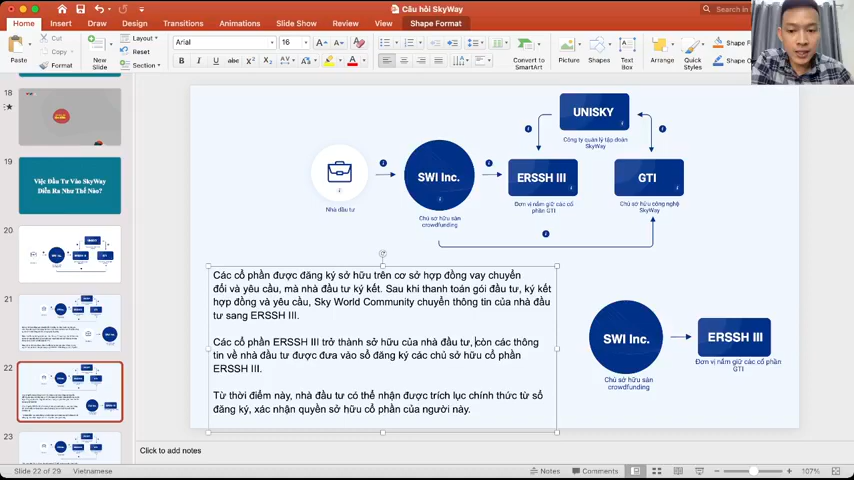 Câu hỏi SkyWay
Home Insert Draw Design Transitions Animations Slide Show Review View Shape Format
Search in
Paste
Cut
Copy
Format
New
Slide
Layout
Reset
Section
Arial
16
Convert to
SmartArt
Picture
Shapes
Text
Box
Arrange
Quick
Styles
Shape F
Shape O
18
19
Việc Đầu Tư Vào SkyWay
Diễn Ra Như Thế Nào?
20
21
22
23
UNISKY
Công ty quản lý tập đoàn
SkyWay
SWI Inc.
ERSSH III
GTI
Nhà đầu tư
Chủ sở hữu sàn
crowdfunding
Đơn vị nắm giữ các cổ
phần GTI
Chủ sở hữu công nghệ
SkyWay
Các cổ phần được đăng ký sở hữu trên cơ sở hợp đồng vay chuyển
đổi và yêu cầu, mà nhà đầu tư ký kết. Sau khi thanh toán gói đầu tư, ký kết
hợp đồng và yêu cầu, Sky World Community chuyển thông tin của nhà đầu
tư sang ERSSH III.
Các cổ phần ERSSH III trở thành sở hữu của nhà đầu tư, còn các thông
tin về nhà đầu tư được đưa vào sổ đăng ký các chủ sở hữu cổ phần
ERSSH III.
Từ thời điểm này, nhà đầu tư có thể nhận được trích lục chính thức từ sổ
đăng ký, xác nhận quyền sở hữu cổ phần của người này.
SWI Inc.
ERSSH III
Chủ sở hữu sàn
crowdfunding
Đơn vị nắm giữ các cổ phần
GTI
Click to add notes
Slide 22 of 29 Vietnamese Notes Comments 107%